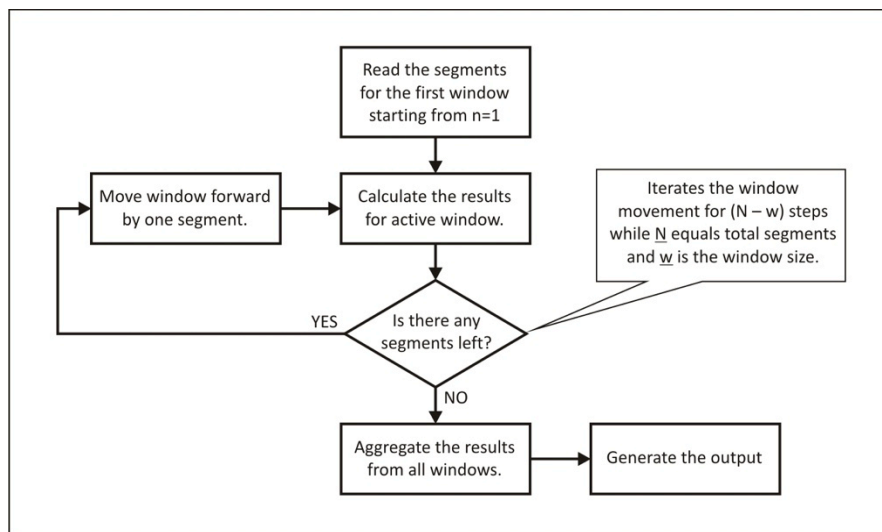 Read the segments
for the first window
starting from n=1
Move window forward
by one segment.
Calculate the results
for active window.
Iterates the window
movement for (N – w) steps
while N equals total segments
and w is the window size.
YES
Is there any
segments left?
NO
Aggregate the results
from all windows.
Generate the output